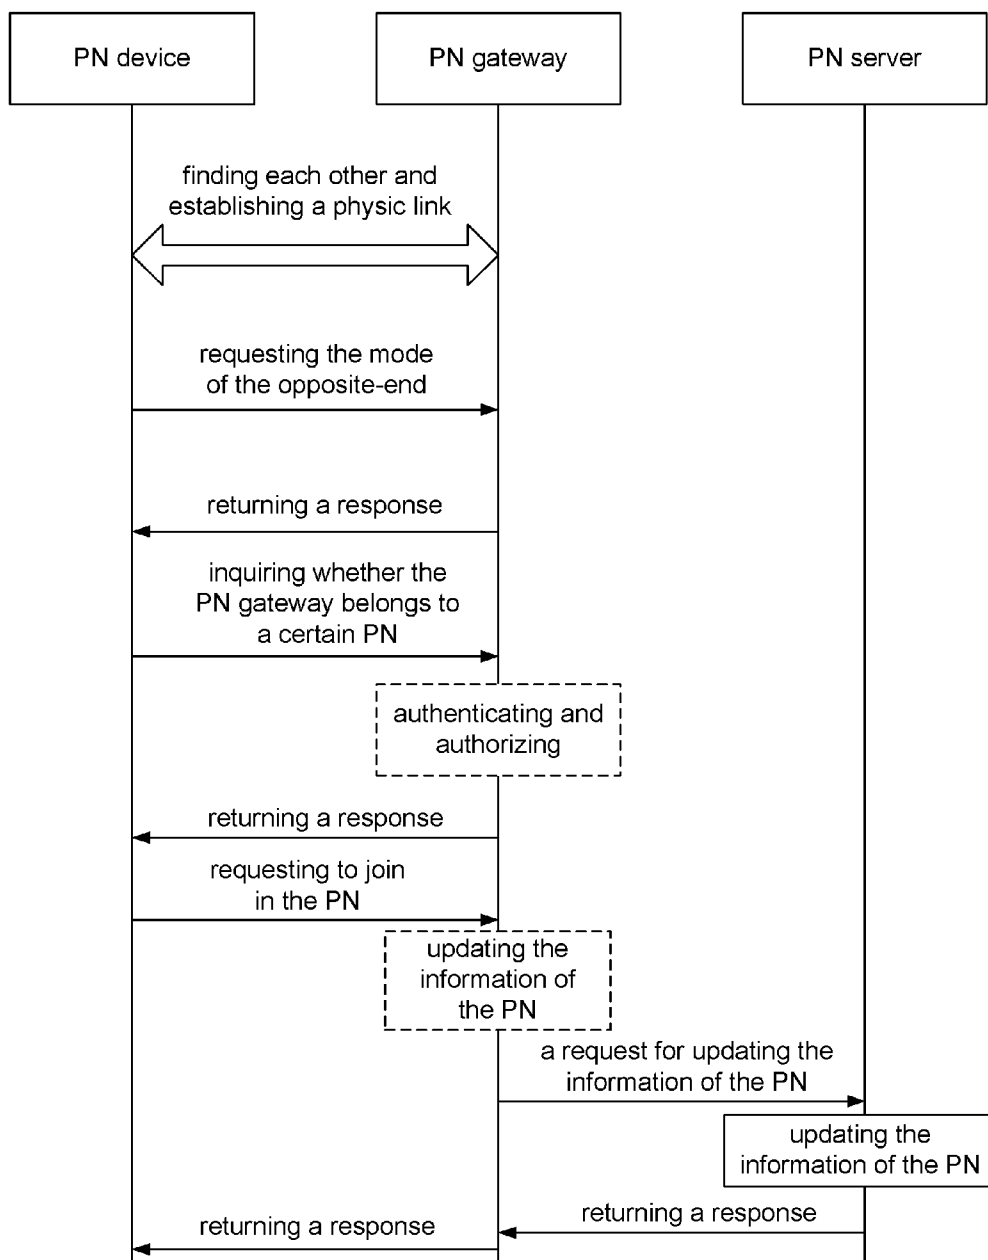 PN device
PN gateway
PN server
finding each other and
establishing a physic link
requesting the mode
of the opposite-end
returning a response
inquiring whether the
PN gateway belongs to
a certain PN
authenticating and
authorizing
returning a response
requesting to join
in the PN
updating the
information of
the PN
a request for updating the
information of the PN
updating the
information of the PN
returning a response
returning a response